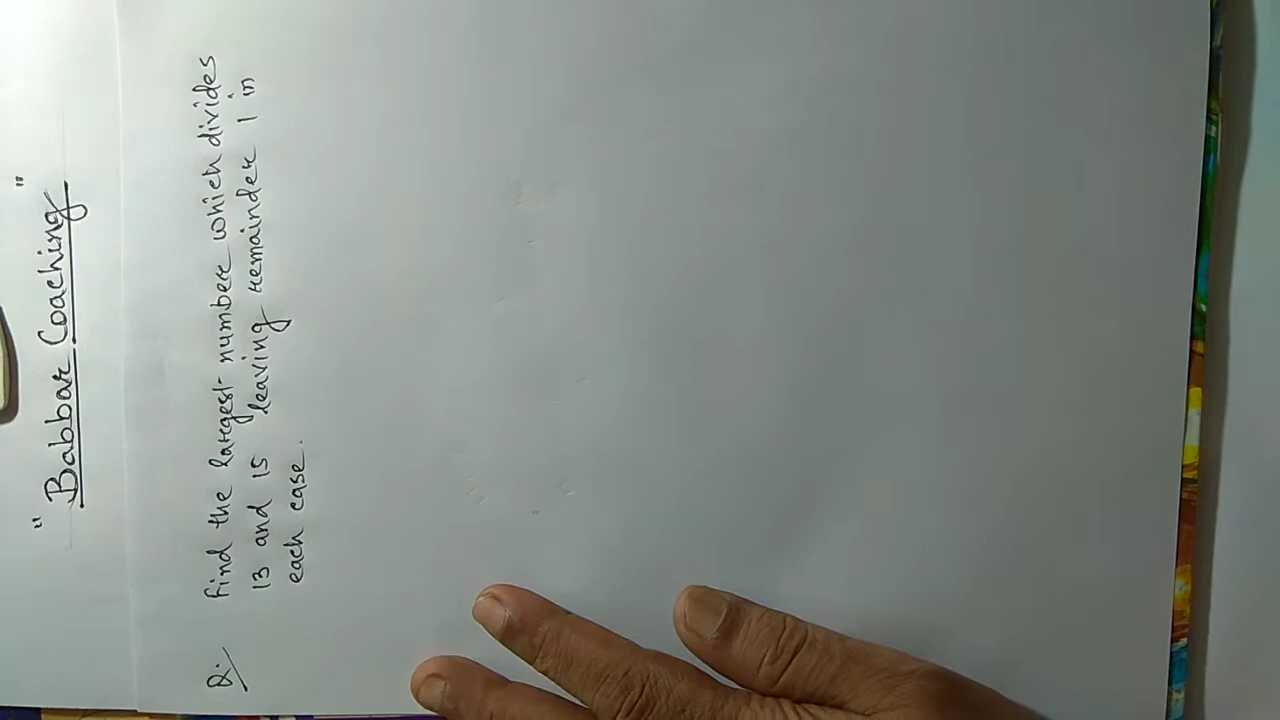 " Babbar Coaching "
Q:- Find the largest number which divides
13 and 15 leaving remainder 1 in
each case.